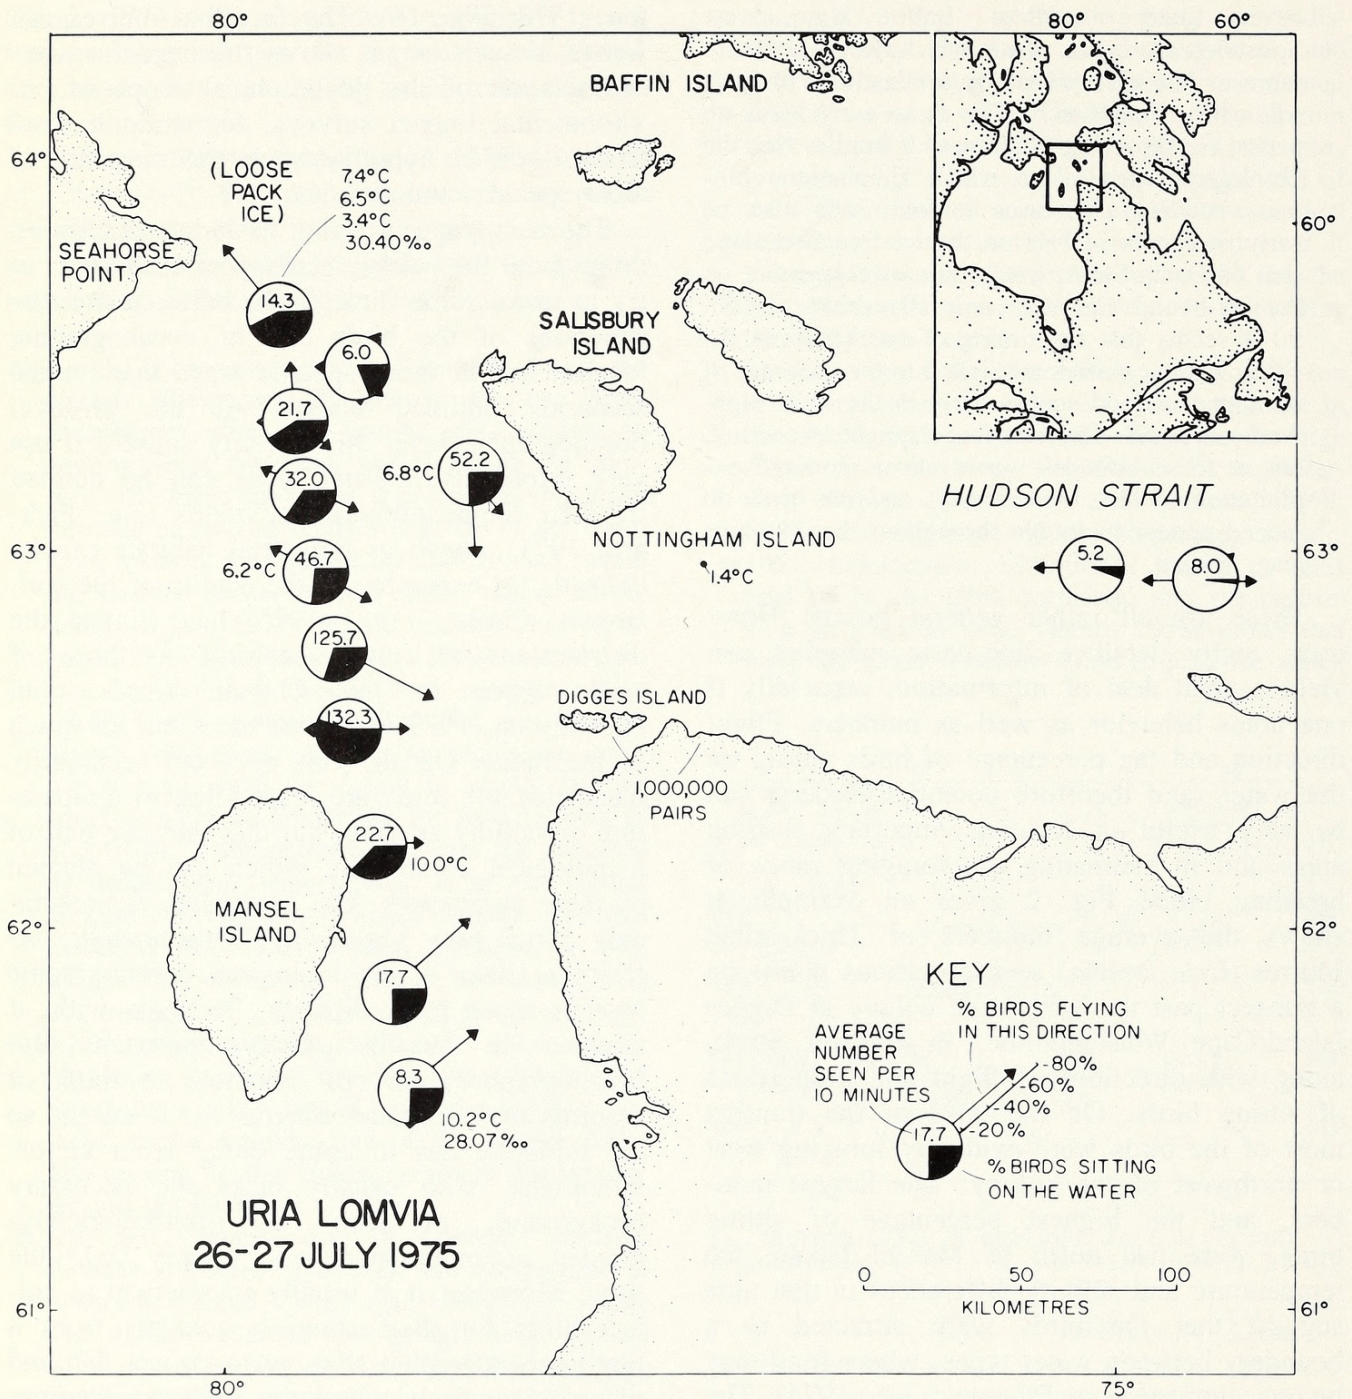 80°
80°
60°
BAFFIN ISLAND
64°
(LOOSE
PACK
ICE)
7.4°C
6.5°C
3.4°C
30.40‰
SEAHORSE
POINT
60°
14.3
SALISBURY
ISLAND
6.0
21.7
52.2
6.8°C
32.0
HUDSON STRAIT
NOTTINGHAM ISLAND
63°
46.7
6.2°C
1.4°C
5.2
8.0
125.7
DIGGES ISLAND
132.3
1,000,000
PAIRS
22.7
10.0°C
MANSEL
ISLAND
62°
62°
17.7
KEY
% BIRDS FLYING
IN THIS DIRECTION
AVERAGE
NUMBER
SEEN PER
10 MINUTES
-80%
-60%
-40%
-20%
17.7
% BIRDS SITTING
ON THE WATER
8.3
10.2°C
28.07‰
URIA LOMVIA
26-27 JULY 1975
0
50
100
KILOMETRES
61°
61°
80°
75°
63°